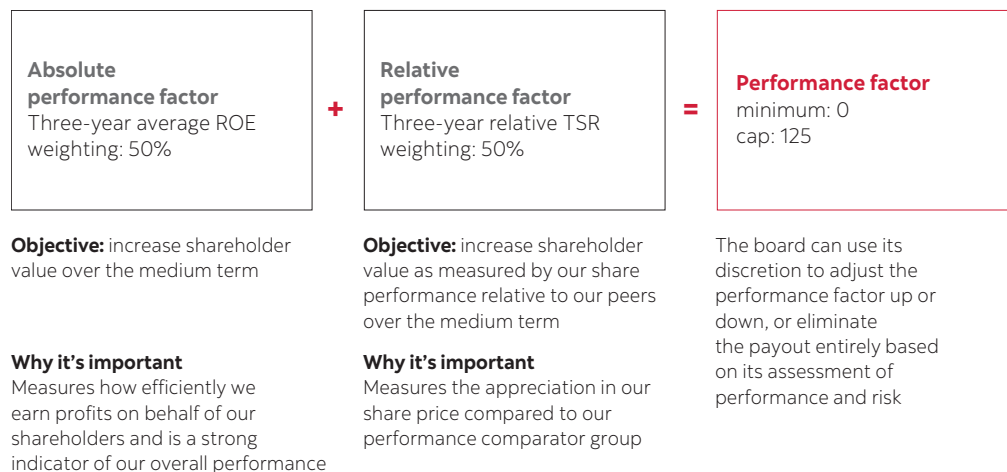 Absolute
performance factor
Three-year average ROE
weighting: 50%
+
Relative
performance factor
Three-year relative TSR
weighting: 50%
=
Performance factor
minimum: 0
cap: 125
Objective: increase shareholder
value over the medium term
Why it’s important
Measures how efficiently we
earn profits on behalf of our
shareholders and is a strong
indicator of our overall performance
Objective: increase shareholder
value as measured by our share
performance relative to our peers
over the medium term
Why it’s important
Measures the appreciation in our
share price compared to our
performance comparator group
The board can use its
discretion to adjust the
performance factor up or
down, or eliminate
the payout entirely based
on its assessment of
performance and risk